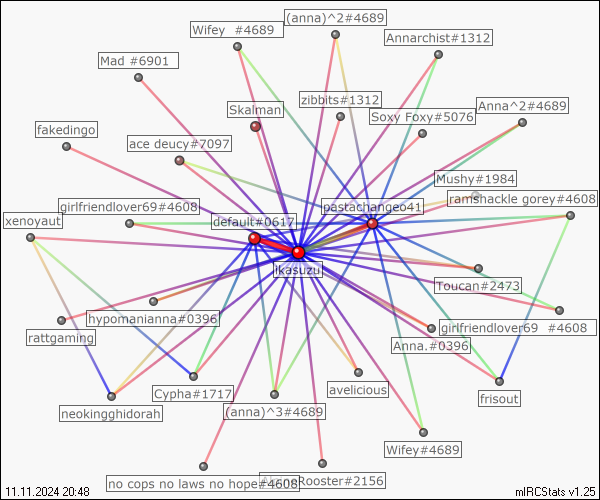 (anna)^2#4689
Wifey #4689
Annarchist#1312
Mad #6901
zibbits#1312
Anna^2#4689
Skalman
Soxy Foxy#5076
fakedingo
ace deucy#7097
Mushy#1984
ramshackle gorey#4608
girlfriendlover69#4608
pastachangeo41
xenoyaut
default#0617
ikasuzu
Toucan#2473
hypomanianna#0396
girlfriendlover69 #4608
rattgaming
Anna.#0396
Cypha#1717
avelicious
frisout
neokingghidorah
(anna)^3#4689
Wifey#4689
no cops no laws no hope#4608
Rooster#2156
11.11.2024 20:48
mIRCStats v1.25